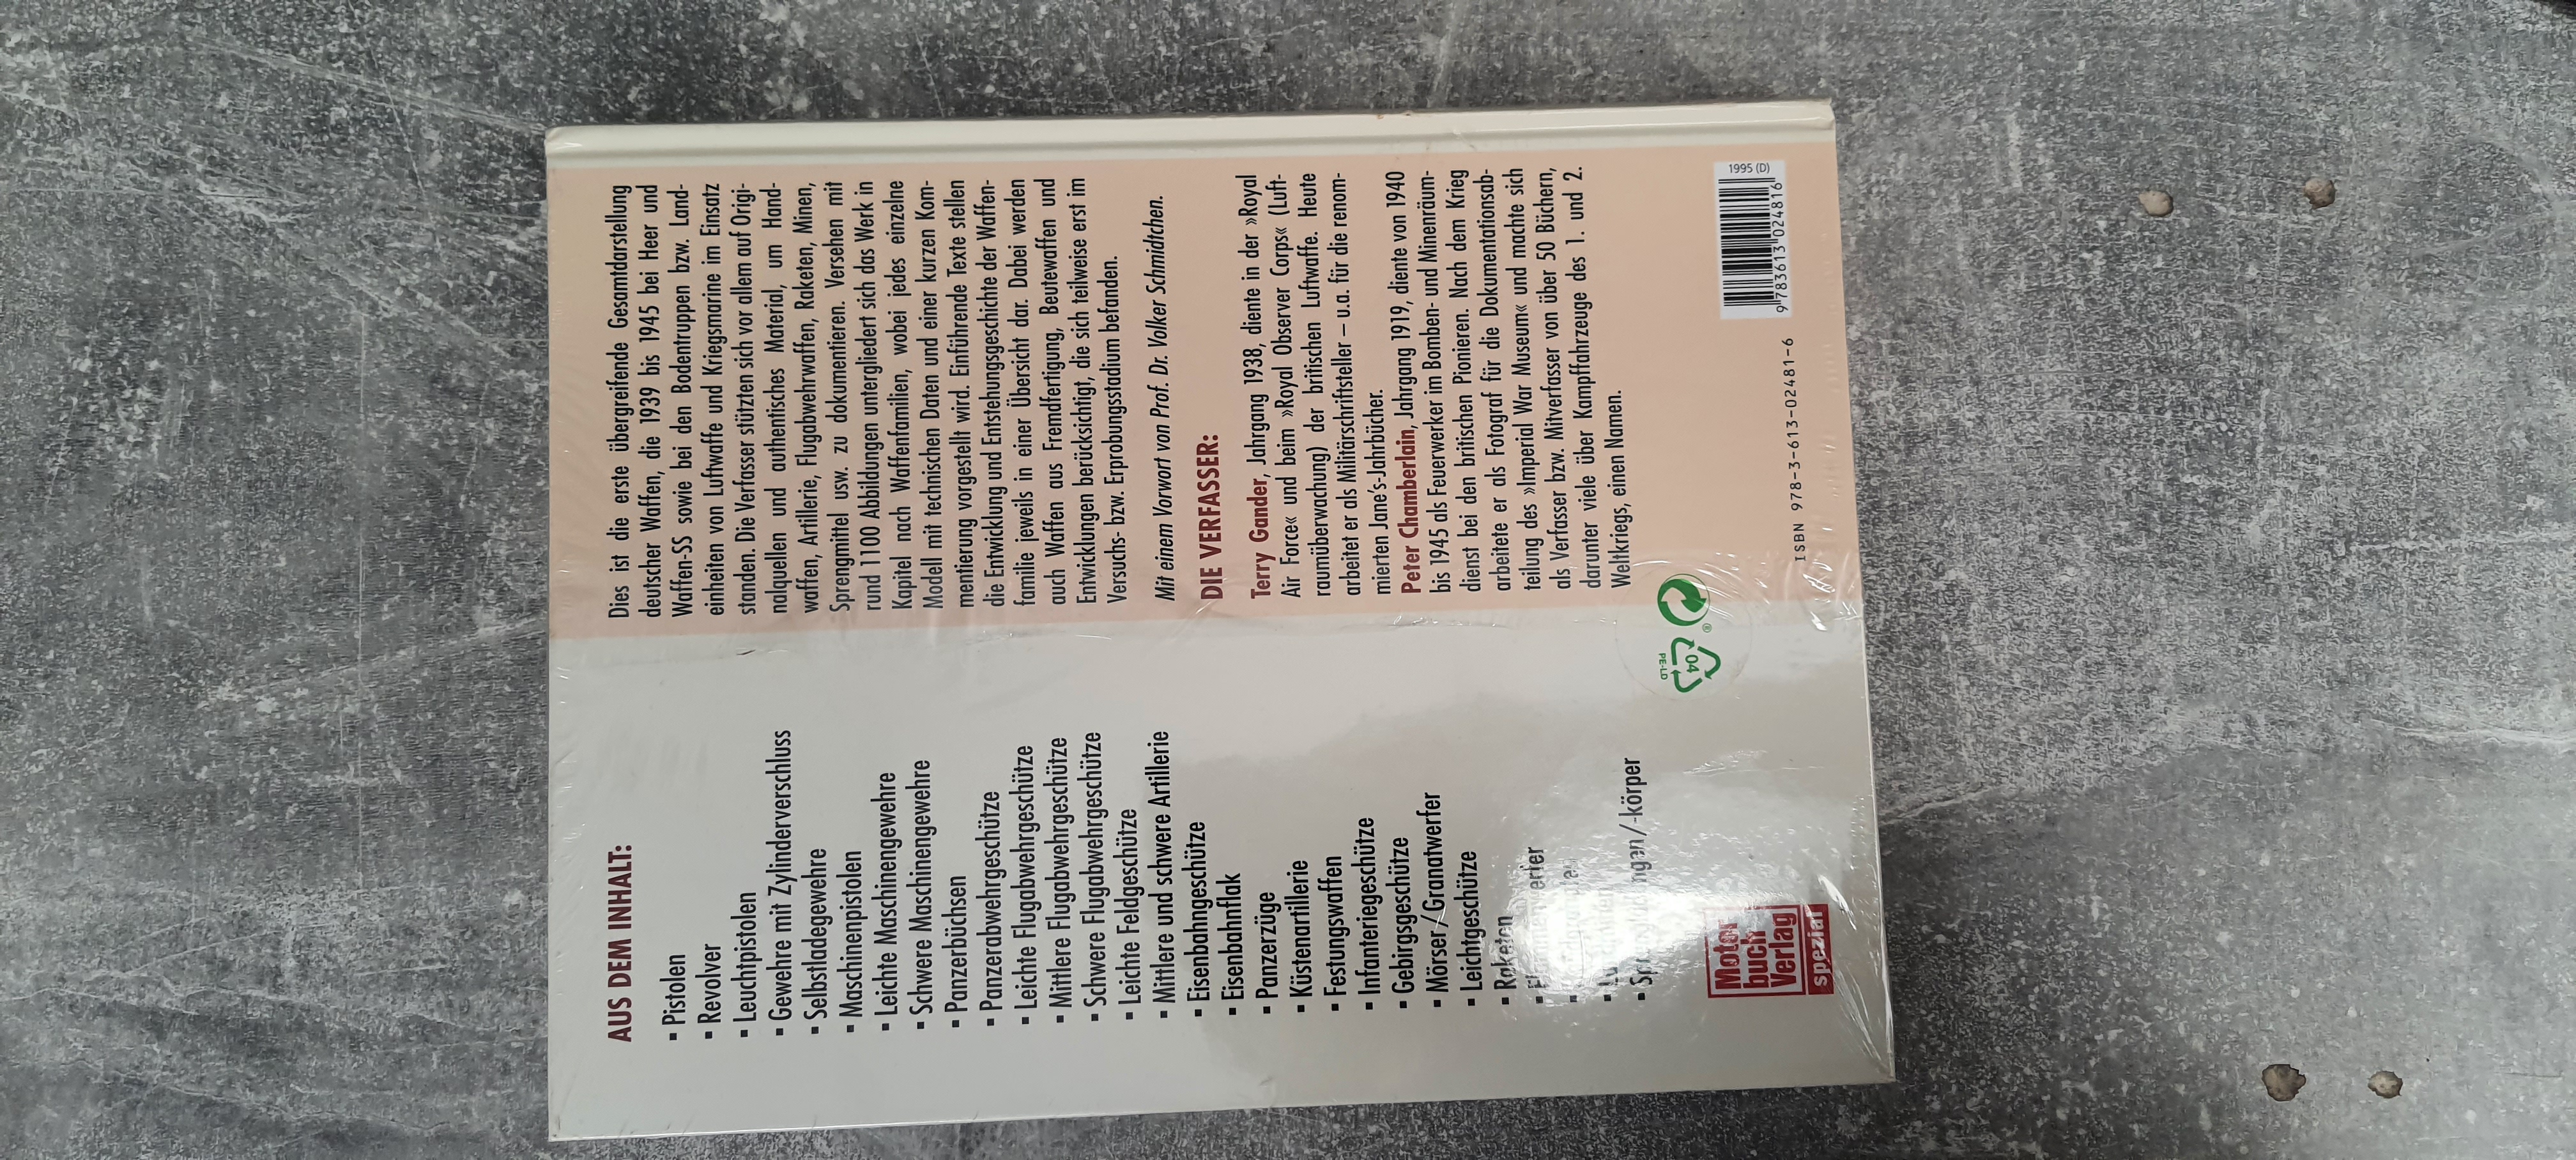 AUS DEM INHALT:
▪ Pistolen
▪ Revolver
▪ Leuchtpistolen
▪ Gewehre mit Zylinderverschluss
▪ Selbstladegewehre
▪ Maschinenpistolen
▪ Leichte Maschinengewehre
▪ Schwere Maschinengewehre
▪ Panzerbüchsen
▪ Panzerabwehrgeschütze
▪ Leichte Flugabwehrgeschütze
▪ Mittlere Flugabwehrgeschütze
▪ Schwere Flugabwehrgeschütze
▪ Leichte Feldgeschütze
▪ Mittlere und schwere Artillerie
▪ Eisenbahngeschütze
▪ Eisenbahnflak
▪ Panzerzüge
▪ Küstenartillerie
▪ Festungswaffen
▪ Infanteriegeschütze
▪ Gebirgsgeschütze
▪ Mörser/Granatwerfer
▪ Leichtgeschütze
▪ Raketen
Motor
buch
Verlag
spezial
Dies ist die erste übergreifende Gesamtdarstellung
deutscher Waffen, die 1939 bis 1945 bei Heer und
Waffen-SS sowie bei den Bodentruppen bzw. Land-
einheiten von Luftwaffe und Kriegsmarine im Einsatz
standen. Die Verfasser stützten sich vor allem auf Origi-
nalquellen und authentisches Material, um Hand-
waffen, Artillerie, Flugabwehrwaffen, Raketen, Minen,
Sprengmittel usw. zu dokumentieren. Versehen mit
rund 1100 Abbildungen untergliedert sich das Werk in
Kapitel nach Waffenfamilien, wobei jedes einzelne
Modell mit technischen Daten und einer kurzen Kom-
mentierung vorgestellt wird. Einführende Texte stellen
die Entwicklung und Entstehungsgeschichte der Waffen-
familie jeweils in einer Übersicht dar. Dabei werden
auch Waffen aus Fremdfertigung, Beutewaffen und
Entwicklungen berücksichtigt, die sich teilweise erst im
Versuchs- bzw. Erprobungsstadium befanden.
Mit einem Vorwort von Prof. Dr. Volker Schmidtchen.
DIE VERFASSER:
Terry Gander, Jahrgang 1938, diente in der »Royal
Air Force« und beim »Royal Observer Corps« (Luft-
raumüberwachung) der britischen Luftwaffe. Heute
arbeitet er als Militärschriftsteller – u.a. für die renom-
mierten Jane's-Jahrbücher.
Peter Chamberlain, Jahrgang 1919, diente von 1940
bis 1945 als Feuerwerker im Bomben- und Minenräum-
dienst bei den britischen Pionieren. Nach dem Krieg
arbeitete er als Fotograf für die Dokumentationsab-
teilung des »Imperial War Museum« und machte sich
als Verfasser bzw. Mitverfasser von über 50 Büchern,
darunter viele über Kampffahrzeuge des 1. und 2.
Weltkriegs, einen Namen.
04
PE-LD
®
ISBN 978-3-613-02481-6
1995 (D)
9 783613 024816